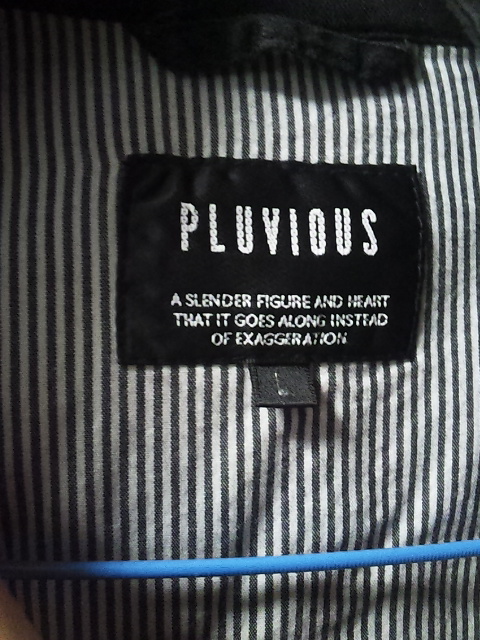 PLUVIOUS
A SLENDER FIGURE AND HEART
THAT IT GOES ALONG INSTEAD
OF EXAGGERATION
L